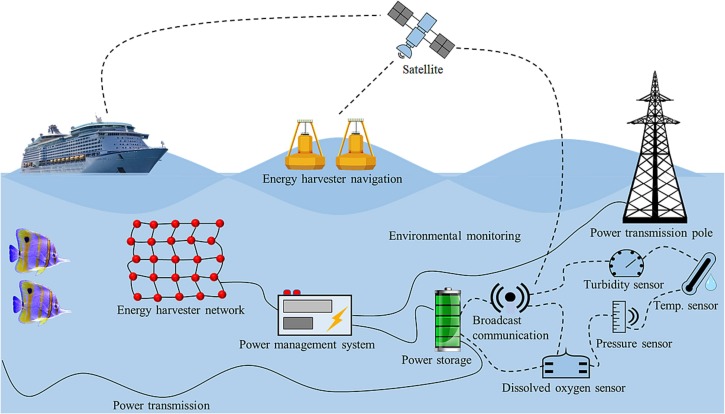 Satellite
Energy harvester navigation
Environmental monitoring
Power transmission pole
Turbidity sensor
Temp. sensor
Energy harvester network
Broadcast
communication
Power management system
Pressure sensor
Power storage
Dissolved oxygen sensor
Power transmission